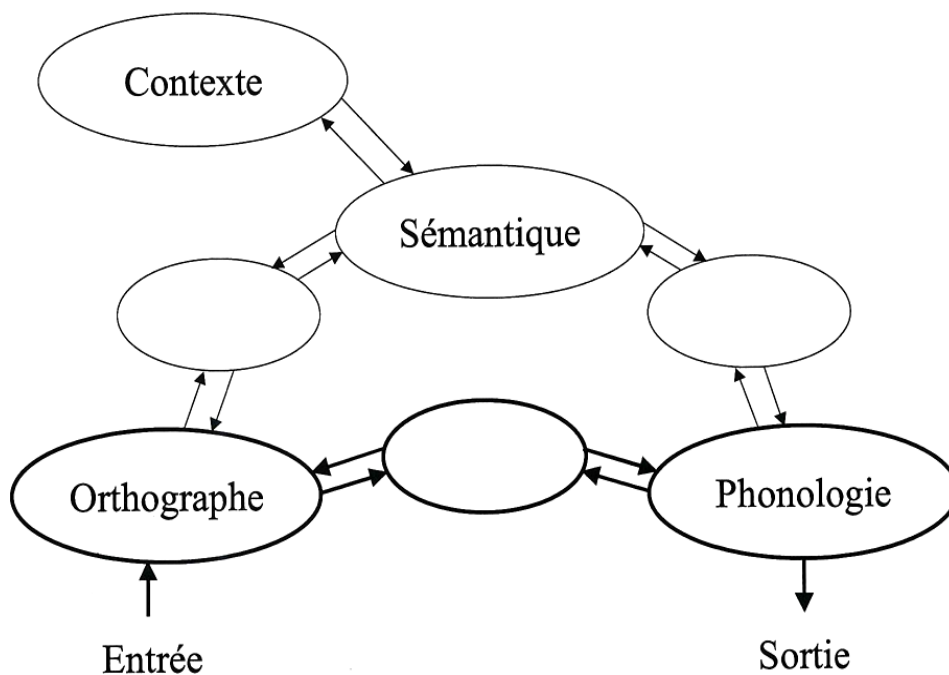 Contexte
Sémantique
Orthographe
Phonologie
Entrée
Sortie